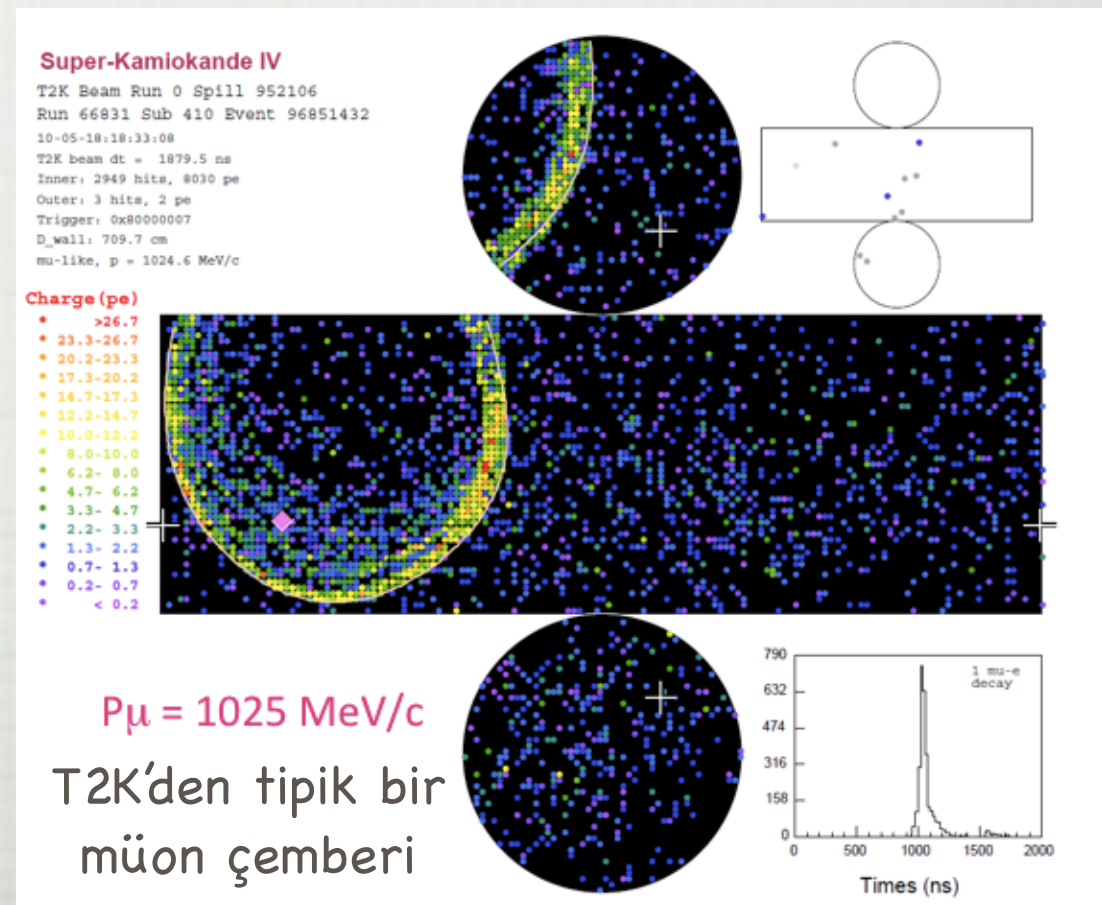 Super-Kamiokande IV
T2K Beam Run 0 Spill 952106
Run 66831 Sub 410 Event 96851432
10-05-18:18:33:08
T2K beam dt = 1879.5 ns
Inner: 2949 hits, 8030 pe
Outer: 3 hits, 2 pe
Trigger: 0x80000007
D_wall: 709.7 cm
mu-like, p = 1024.6 MeV/c
Charge(pe)
>26.7
23.3-26.7
20.2-23.3
17.3-20.2
14.7-17.3
12.2-14.7
10.0-12.2
8.0-10.0
6.2- 8.0
4.7- 6.2
3.3- 4.7
2.2- 3.3
1.3- 2.2
0.7- 1.3
0.2- 0.7
< 0.2
Pμ = 1025 MeV/c
T2K'den tipik bir
müon çemberi
790
632
474
316
158
0
1 mu-e
decay
0 500 1000 1500 2000
Times (ns)